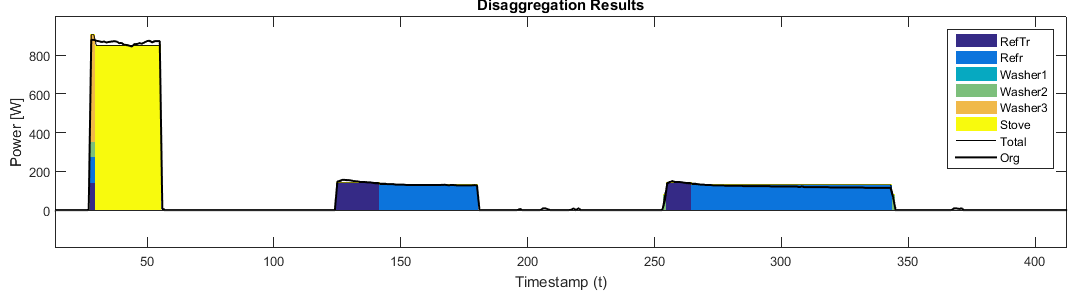 Disaggregation Results
Power [W]
800
600
400
200
0
RefTr
Refr
Washer1
Washer2
Washer3
Stove
Total
Org
50
100
150
200
250
300
350
400
Timestamp (t)